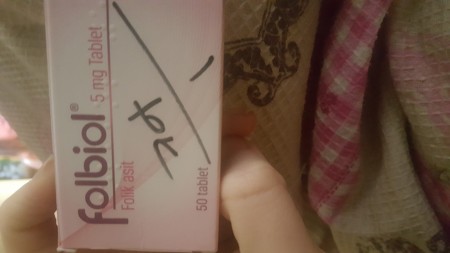 folbiol® 5 mg Tablet
Folik asit
50 tablet